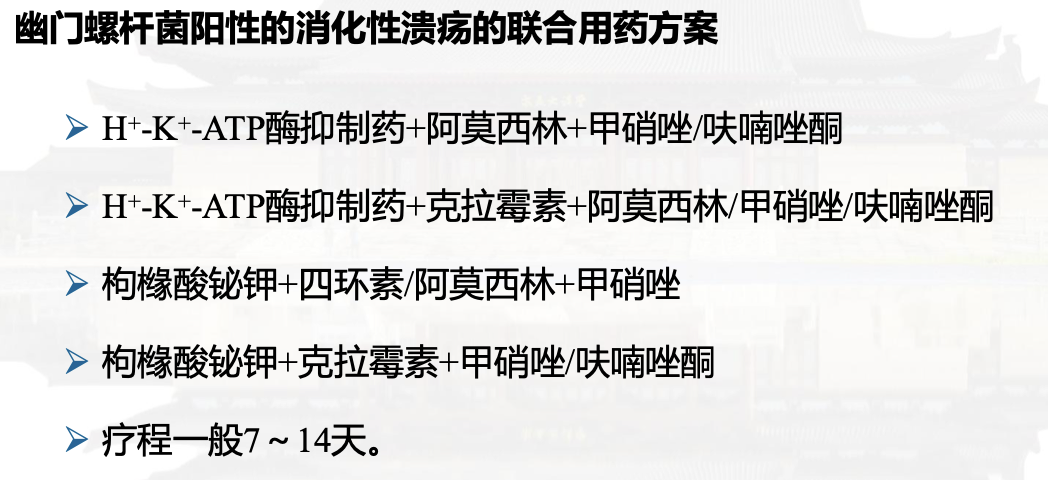 幽门螺杆菌阳性的消化性溃疡的联合用药方案
➢ H⁺-K⁺-ATP酶抑制药+阿莫西林+甲硝唑/呋喃唑酮
➢ H⁺-K⁺-ATP酶抑制药+克拉霉素+阿莫西林/甲硝唑/呋喃唑酮
➢ 枸橼酸铋钾+四环素/阿莫西林+甲硝唑
➢ 枸橼酸铋钾+克拉霉素+甲硝唑/呋喃唑酮
➢ 疗程一般7～14天。